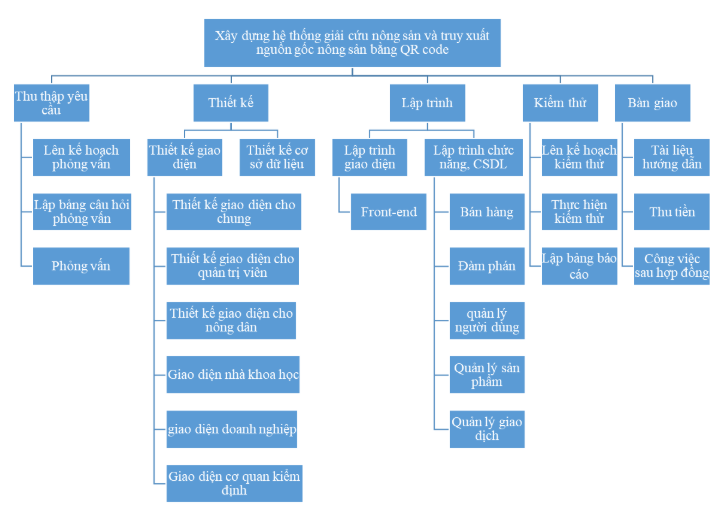 Xây dựng hệ thống giải cứu nông sản và truy xuất
nguồn gốc nông sản bằng QR code
Thu thập yêu
cầu
Thiết kế
Lập trình
Kiểm thử
Bàn giao
Lên kế hoạch
phỏng vấn
Lập bảng câu hỏi
phỏng vấn
Phỏng vấn
Thiết kế giao
diện
Thiết kế cơ
sở dữ liệu
Thiết kế giao diện cho
chung
Thiết kế giao diện cho
quản trị viên
Thiết kế giao diện cho
nông dân
Giao diện nhà khoa học
giao diện doanh nghiệp
Giao diện cơ quan kiểm
định
Lập trình
giao diện
Front-end
Lập trình chức
năng, CSDL
Bán hàng
Đàm phán
quản lý
người dùng
Quản lý sản
phẩm
Quản lý giao
dịch
Lên kế hoạch
kiểm thử
Thực hiện
kiểm thử
Lập bảng báo
cáo
Tài liệu
hướng dẫn
Thu tiền
Công việc
sau hợp đồng